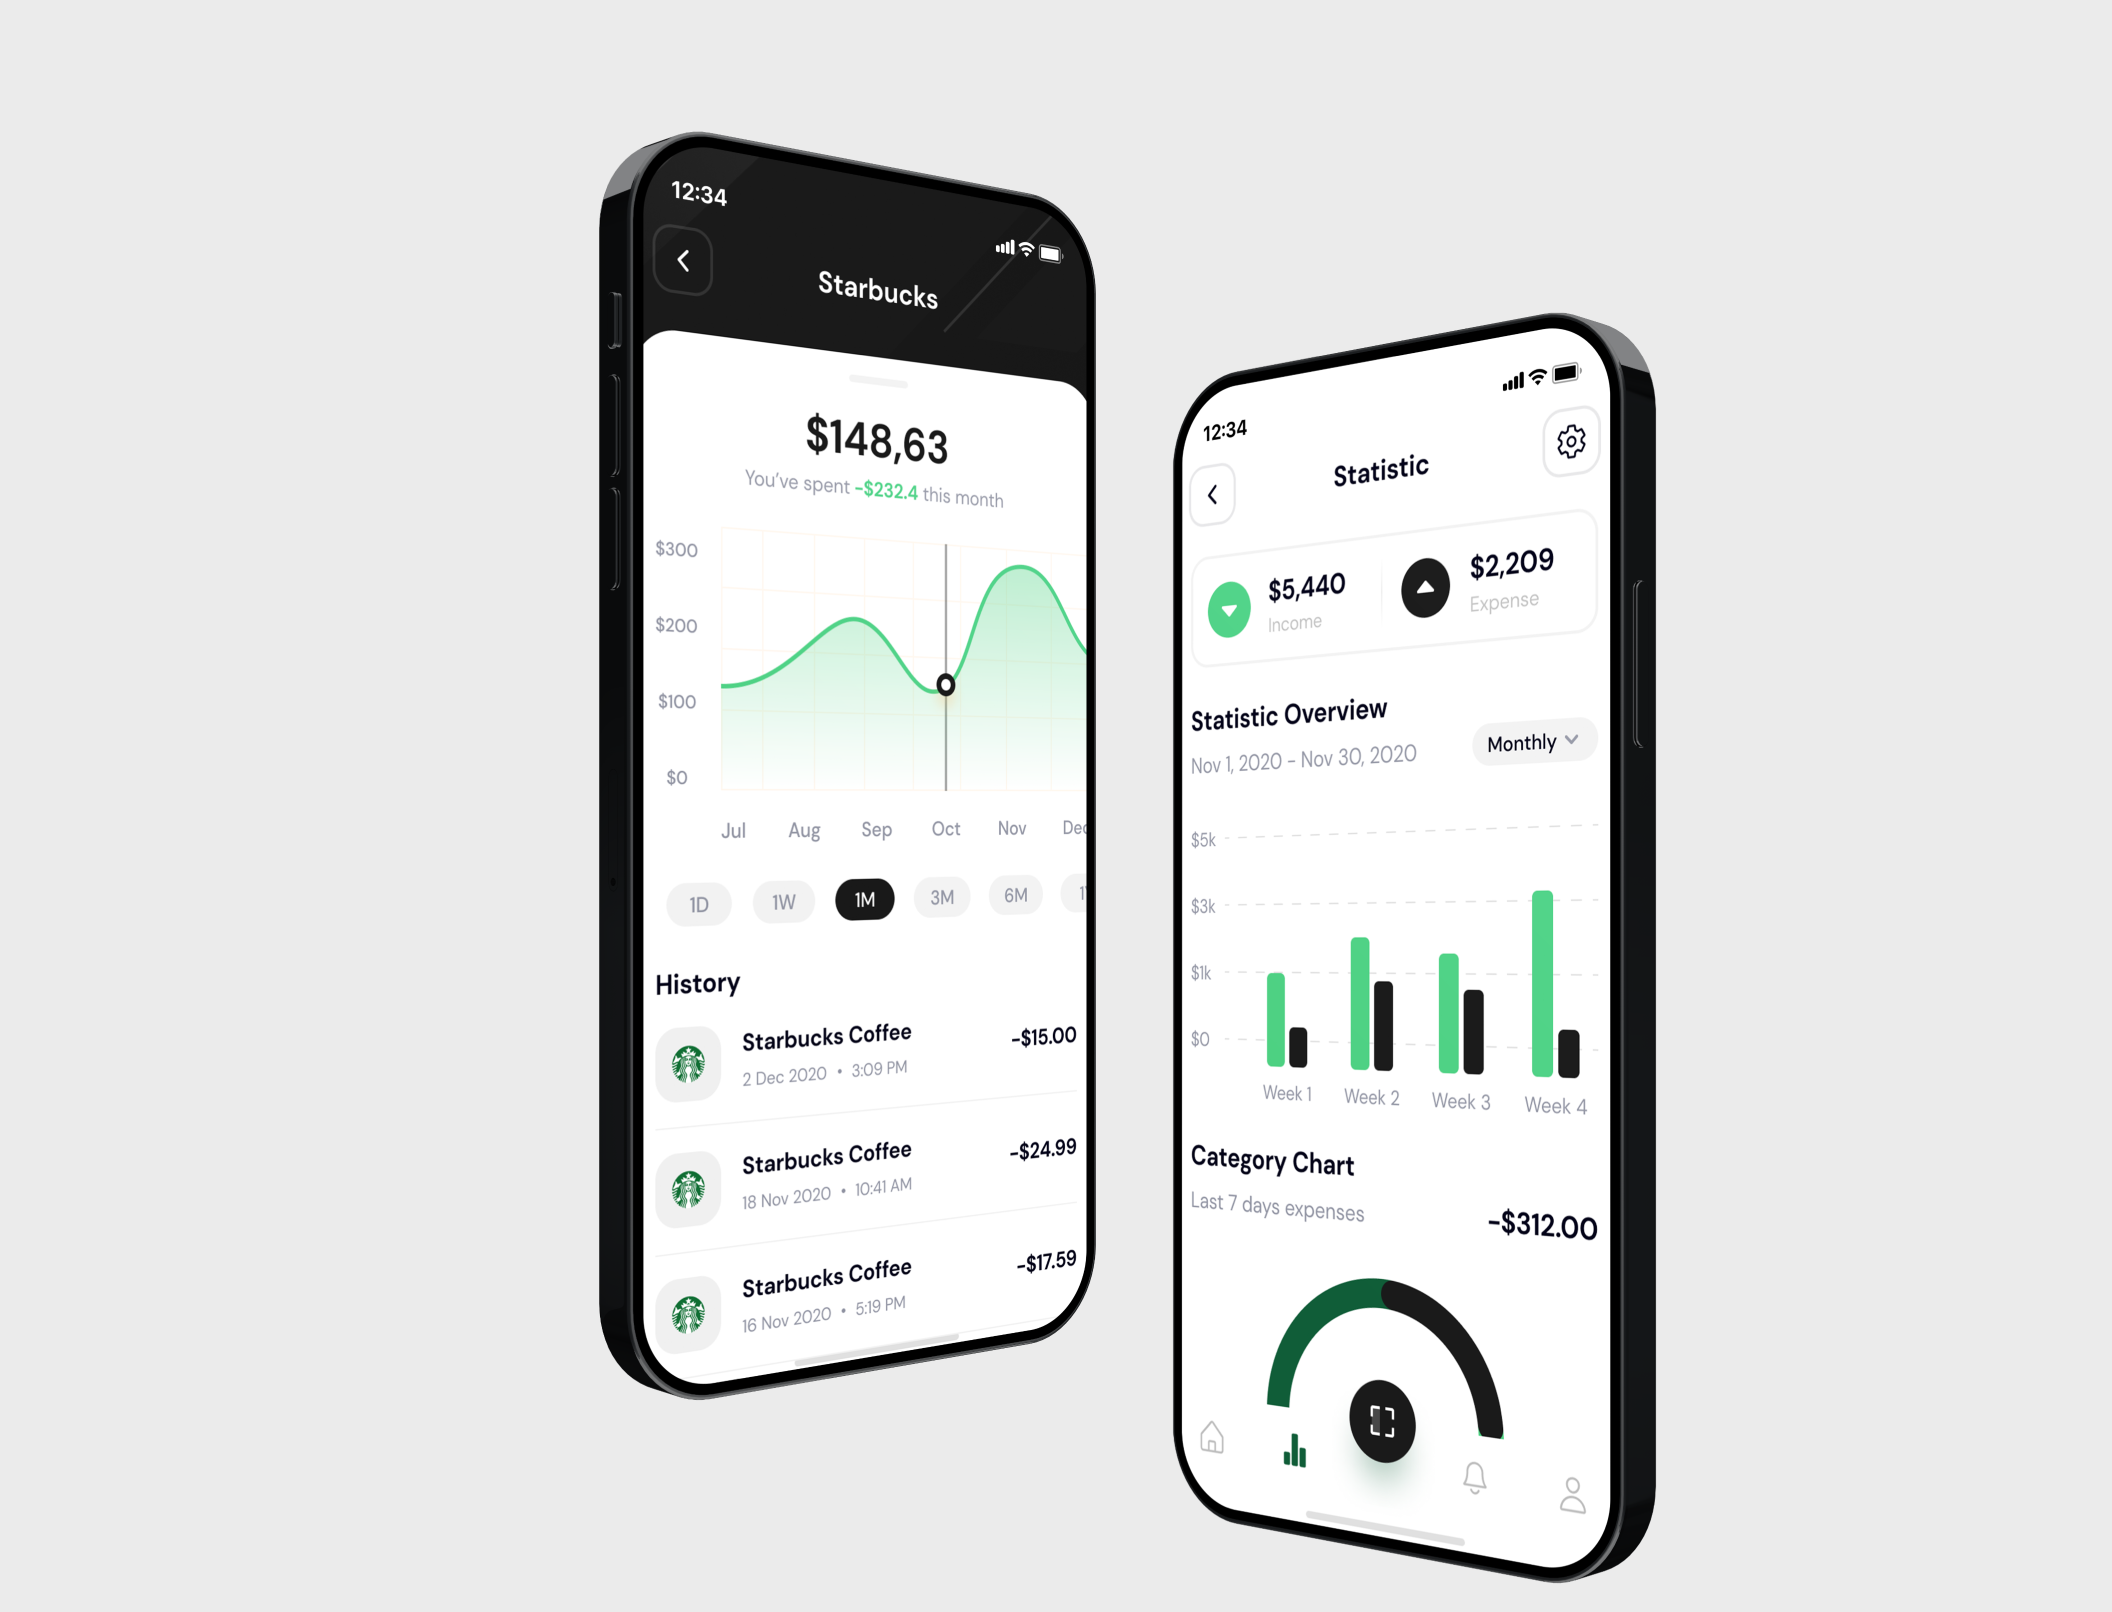 12:34
Starbucks
$148,63
You've spent -$232.4 this month
$300
$200
$100
$0
Jul Aug Sep Oct Nov Dec
1D 1W 1M 3M 6M
History
Starbucks Coffee -$15.00
2 Dec 2020 • 3:09 PM
Starbucks Coffee -$24.99
18 Nov 2020 • 10:41 AM
Starbucks Coffee -$17.59
16 Nov 2020 • 5:19 PM
12:34
Statistic
$5,440 $2,209
Income Expense
Statistic Overview
Nov 1, 2020 - Nov 30, 2020 Monthly
$5k
$3k
$1k
$0
Week 1 Week 2 Week 3 Week 4
Category Chart
Last 7 days expenses -$312.00